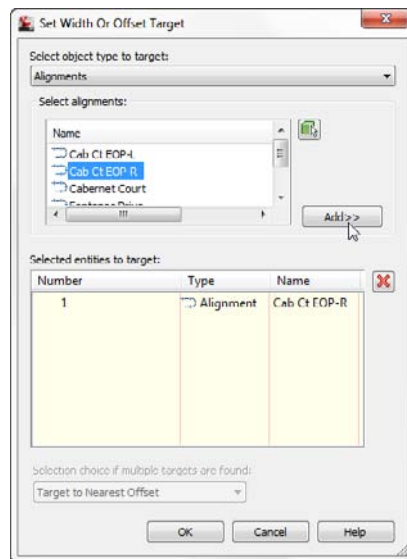 Set Width Or Offset Target
Select object type to target:
Alignments
Select alignments:
Name
Cab Ct EOP-L
Cab Ct EOP-R
Cabernet Court
Add>>
Selected entities to target:
Number Type Name
1 Alignment Cab Ct EOP-R
Selection choice if multiple targets are found:
Target to Nearest Offset
OK Cancel Help